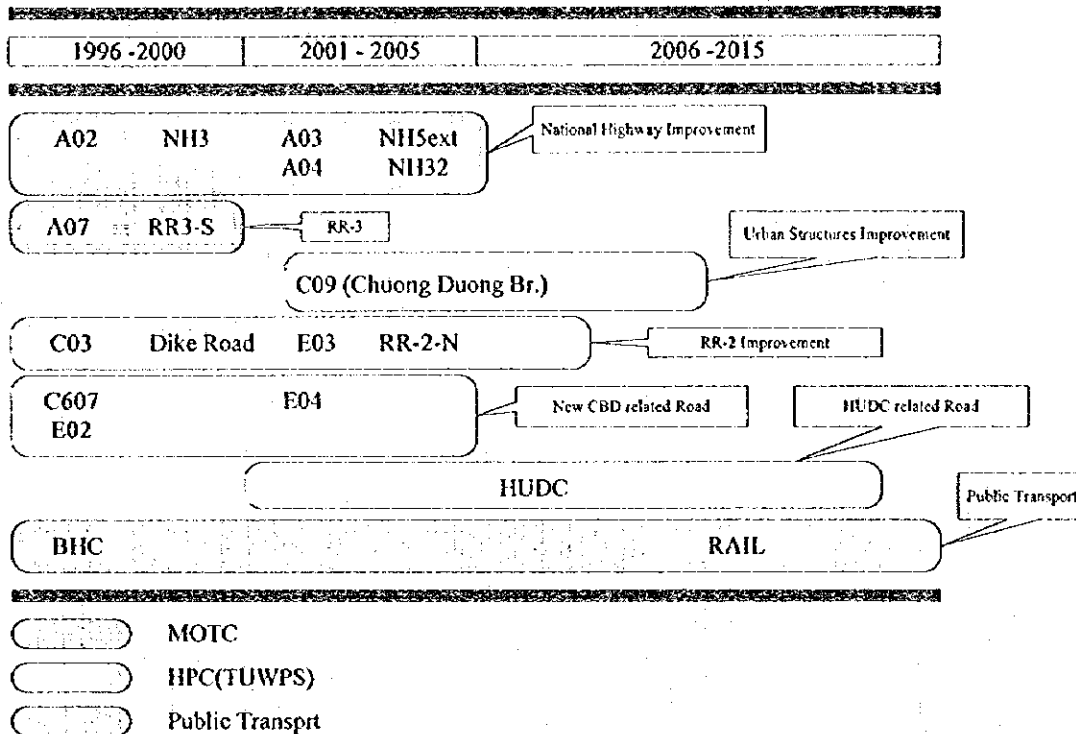 1996 -2000 2001 - 2005 2006 -2015
A02 NH3 A03 NH5ext
A04 NH32
National Highway Improvement
A07 RR3-S
RR-3
Urban Structures Improvement
C09 (Chuong Duong Br.)
C03 Dike Road E03 RR-2-N
RR-2 Improvement
C607 E04
E02
New CBD related Road
HUDC related Road
HUDC
Public Transport
BHC RAIL
MOTC
HPC(TUWPS)
Public Transprt